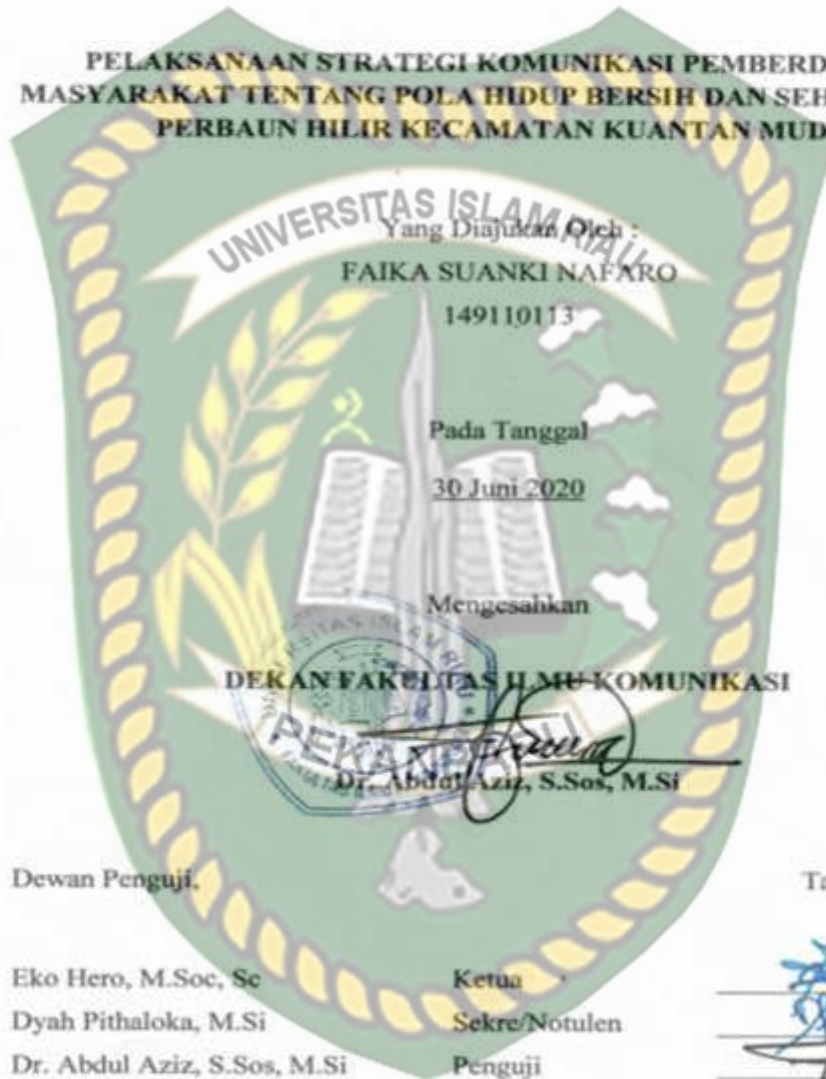 PELAKSANAAN STRATEGI KOMUNIKASI PEMBERD
MASYARAKAT TENTANG POLA HIDUP BERSIH DAN SEH
PERBAUN HILIR KECAMATAN KUANTAN MUD
UNIVERSITAS ISLAM RIAU
Yang Diajukan Oleh :
FAIKA SUANKI NAFARO
149110113
Pada Tanggal
30 Juni 2020
Mengesahkan
DEKAN FAKULTAS ILMU KOMUNIKASI
PEKANBARU
Dr. Abdul Aziz, S.Sos, M.Si
Dewan Penguji, Ta
Eko Hero, M.Soc, Sc Ketua
Dyah Pithaloka, M.Si Sekre/Notulen
Dr. Abdul Aziz, S.Sos, M.Si Penguji